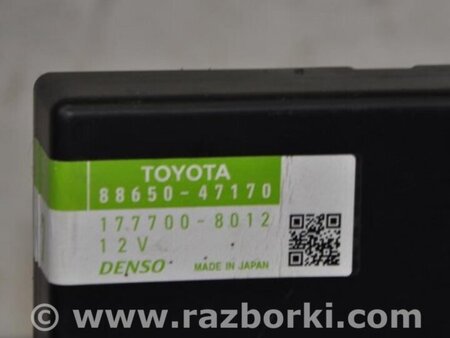 TOYOTA
88650-47170
177700-8012
12V
DENSO MADE IN JAPAN
© www.razborki.com